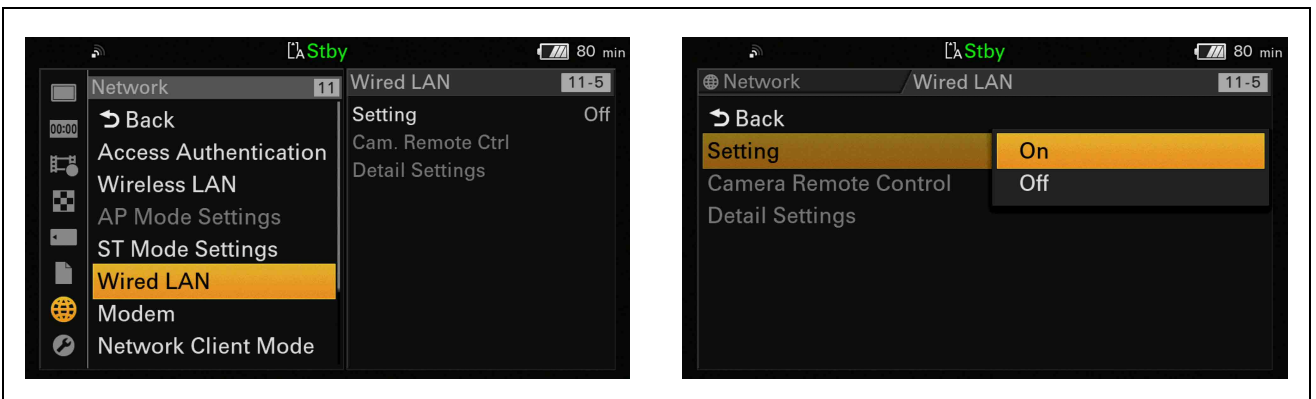 Stby 80 min
Network 11
Back
Access Authentication
Wireless LAN
AP Mode Settings
ST Mode Settings
Wired LAN
Modem
Network Client Mode
00:00
Wired LAN 11-5
Setting Off
Cam. Remote Ctrl
Detail Settings
A Stby 80 min
Network Wired LAN 11-5
Back
Setting On
Camera Remote Control Off
Detail Settings